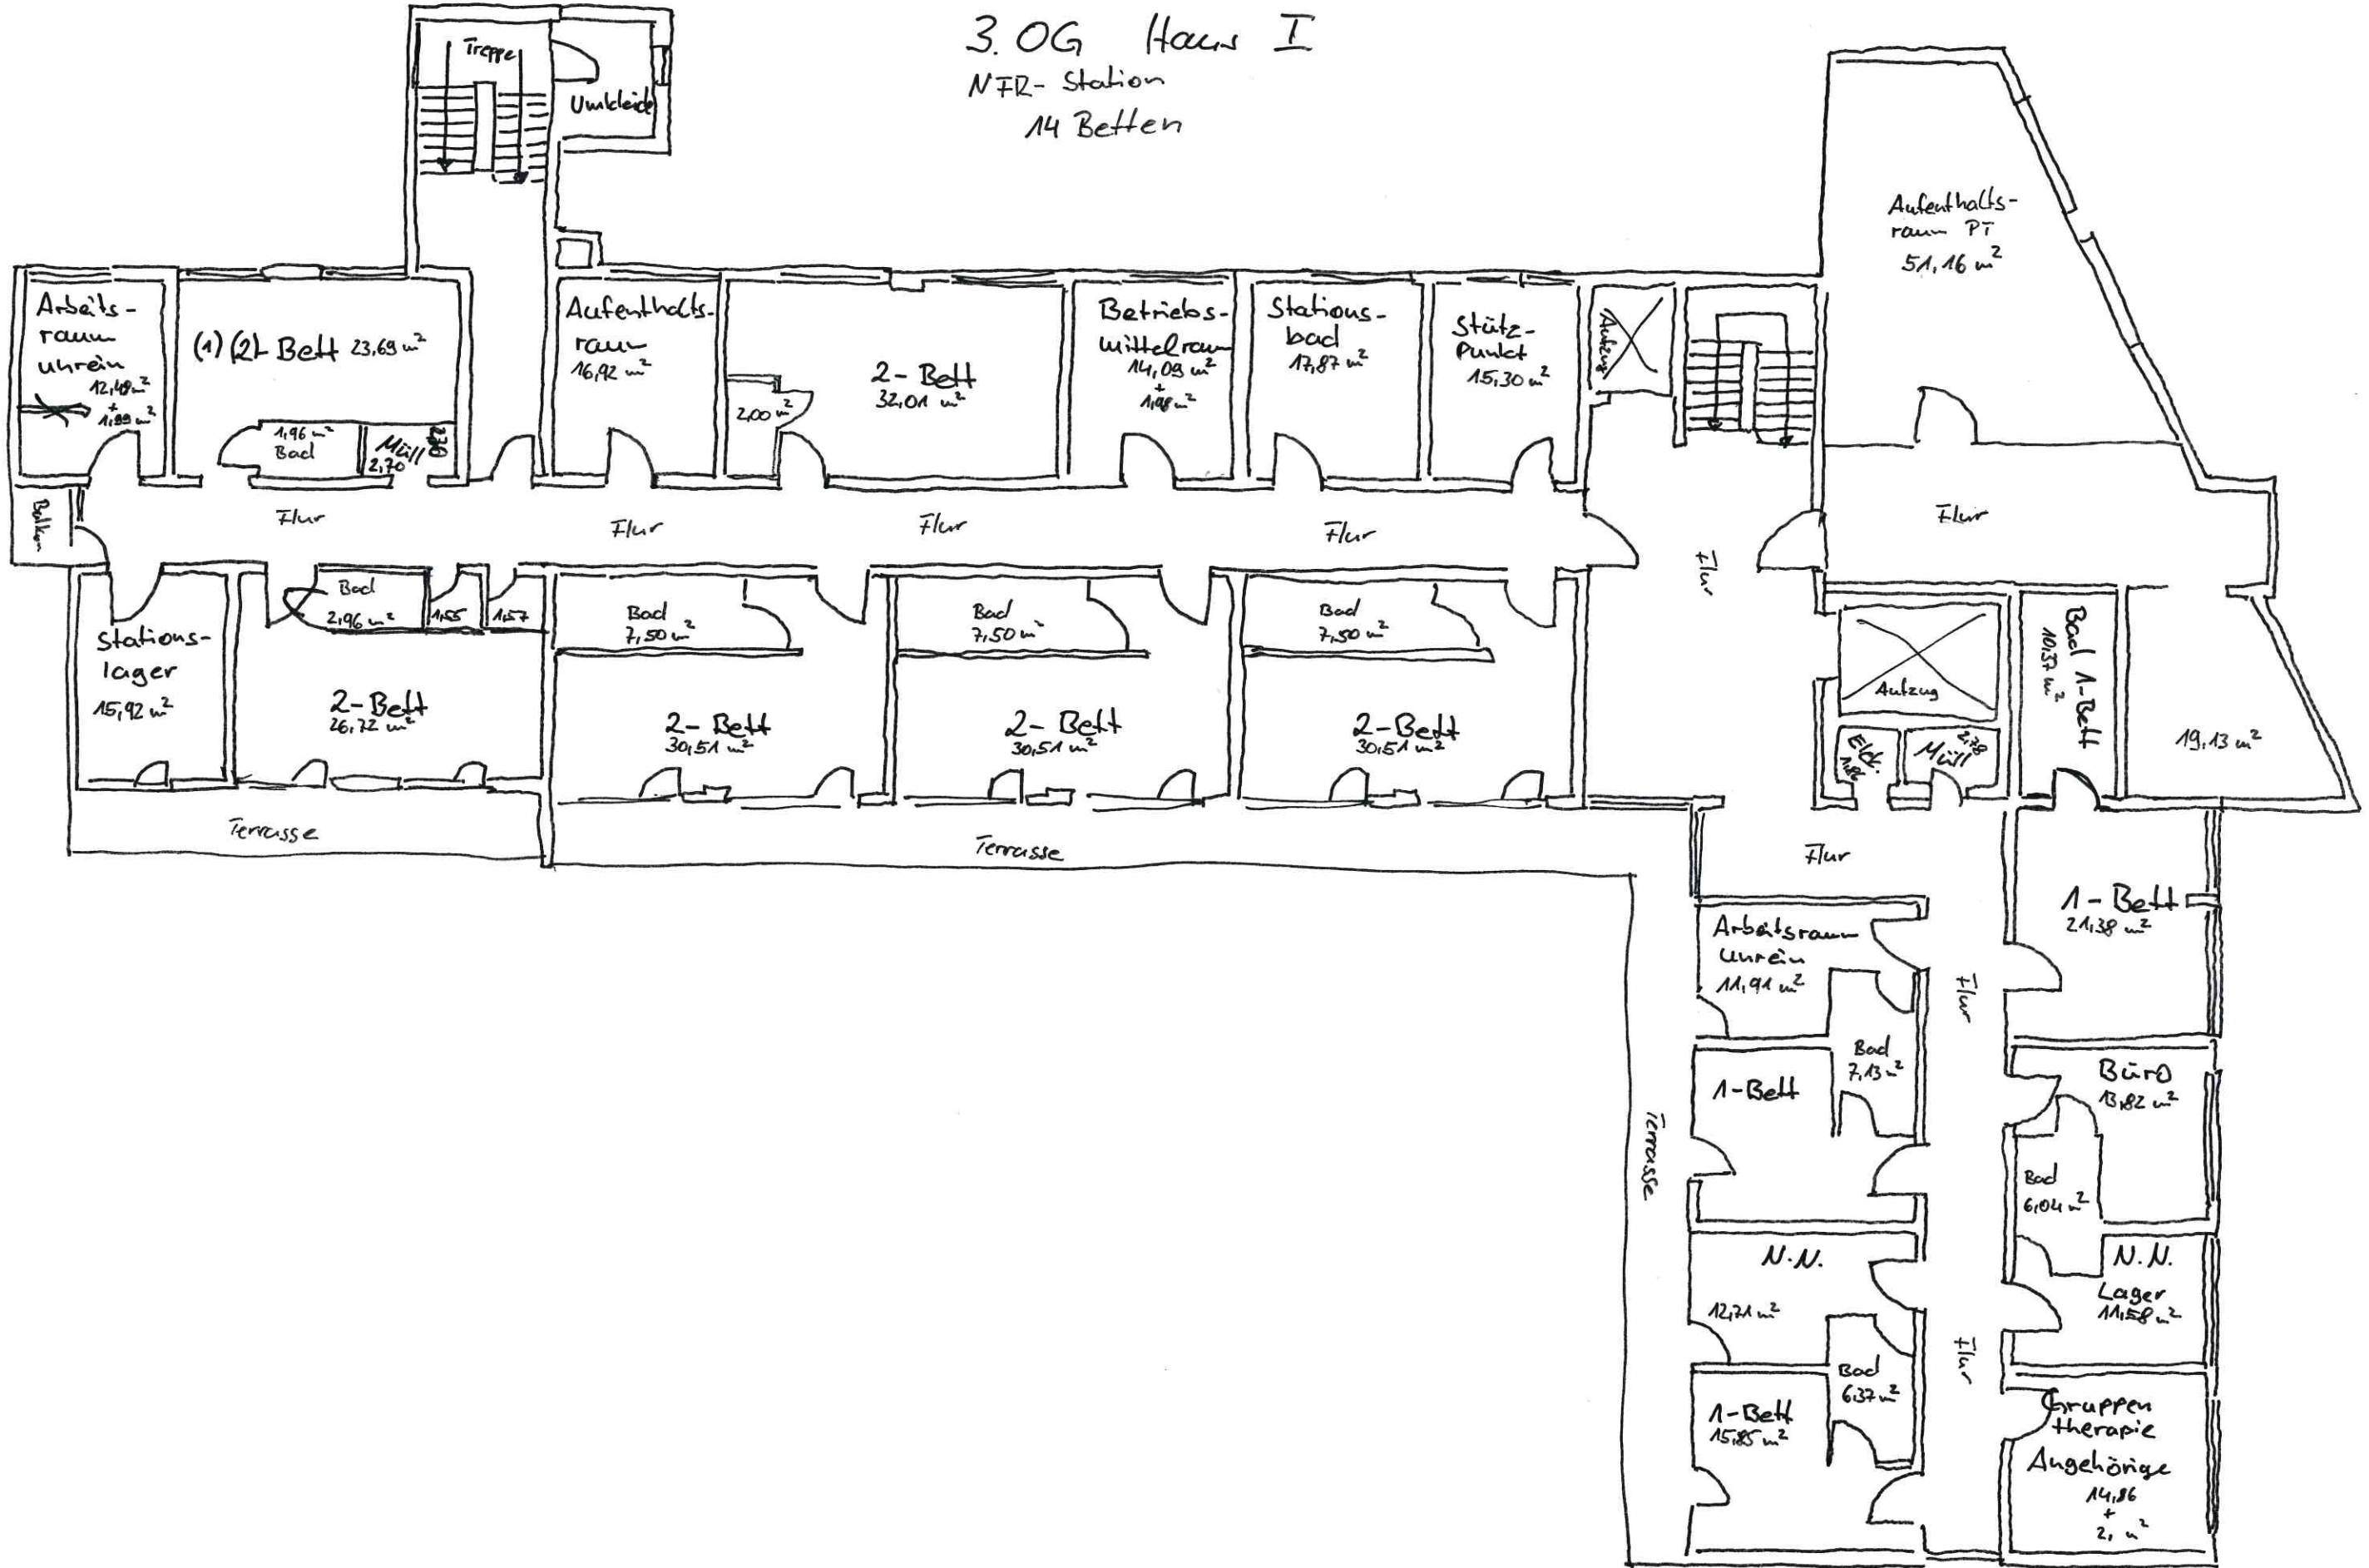 3. OG Haus I
NFR- Station
14 Betten
Treppe
Umkleide
Aufenthalts-
raum PT
51,16 m²
Arbeits-
raum
unrein
12,49 m²
+
1,99 m²
(1) (2)- Bett 23,69 m²
1,96 m²
Bad
Müll
2,70
Aufenthalts-
raum
16,92 m²
2,00 m²
2- Bett
32,01 m²
Betriebs-
mittelraum
14,09 m²
+
1,98 m²
Stations-
bad
17,87 m²
Stütz-
Punkt
15,30 m²
Aufzug
Balkon
Flur
Flur
Flur
Flur
Flur
Flur
Stations-
lager
15,92 m²
Bad
2,96 m²
1,55
1,57
2- Bett
26,72 m²
Bad
7,50 m²
2- Bett
30,51 m²
Bad
7,50 m²
2- Bett
30,51 m²
Bad
7,50 m²
2- Bett
30,51 m²
Aufzug
Elek.
Müll
2,78
Bad 1-Bett
10,37 m²
19,13 m²
Terrasse
Terrasse
Flur
1- Bett
21,38 m²
Arbeitsraum
unrein
11,91 m²
Flur
Bad
7,13 m²
1-Bett
Büro
13,82 m²
Terrasse
Bad
6,04 m²
N.N.
12,71 m²
N.N.
Lager
11,58 m²
Flur
Bad
6,37 m²
1-Bett
15,85 m²
Gruppen
therapie
Angehörige
14,86
+
2, m²